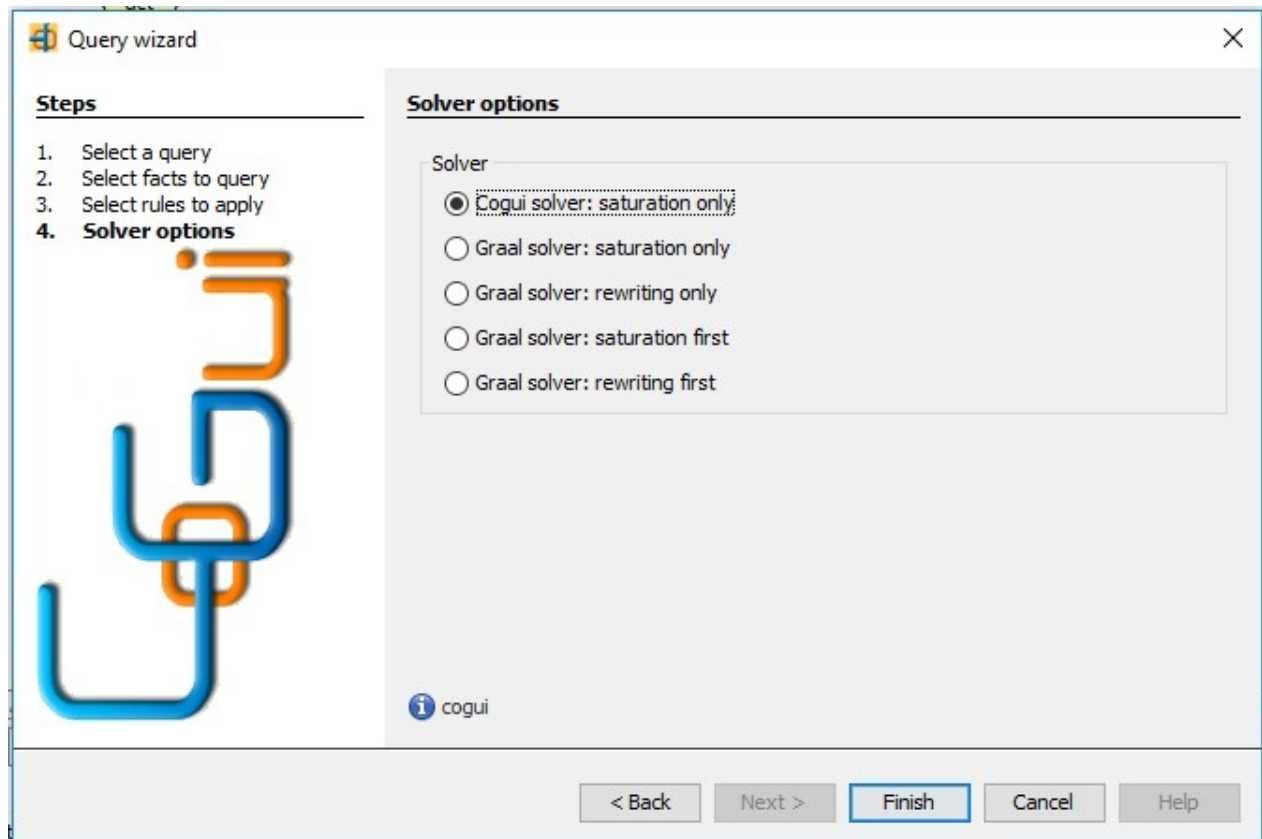 Query wizard
Steps
1. Select a query
2. Select facts to query
3. Select rules to apply
4. Solver options
Solver options
Solver
Cogui solver: saturation only
Graal solver: saturation only
Graal solver: rewriting only
Graal solver: saturation first
Graal solver: rewriting first
cogui
< Back
Next >
Finish
Cancel
Help